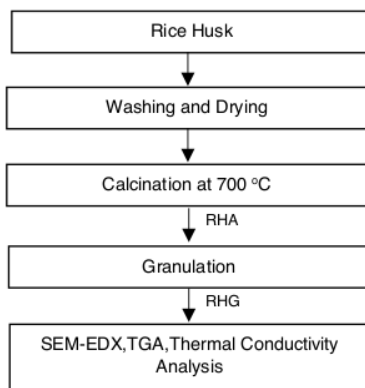 Rice Husk
Washing and Drying
Calcination at 700 °C
RHA
Granulation
RHG
SEM-EDX,TGA,Thermal Conductivity
Analysis